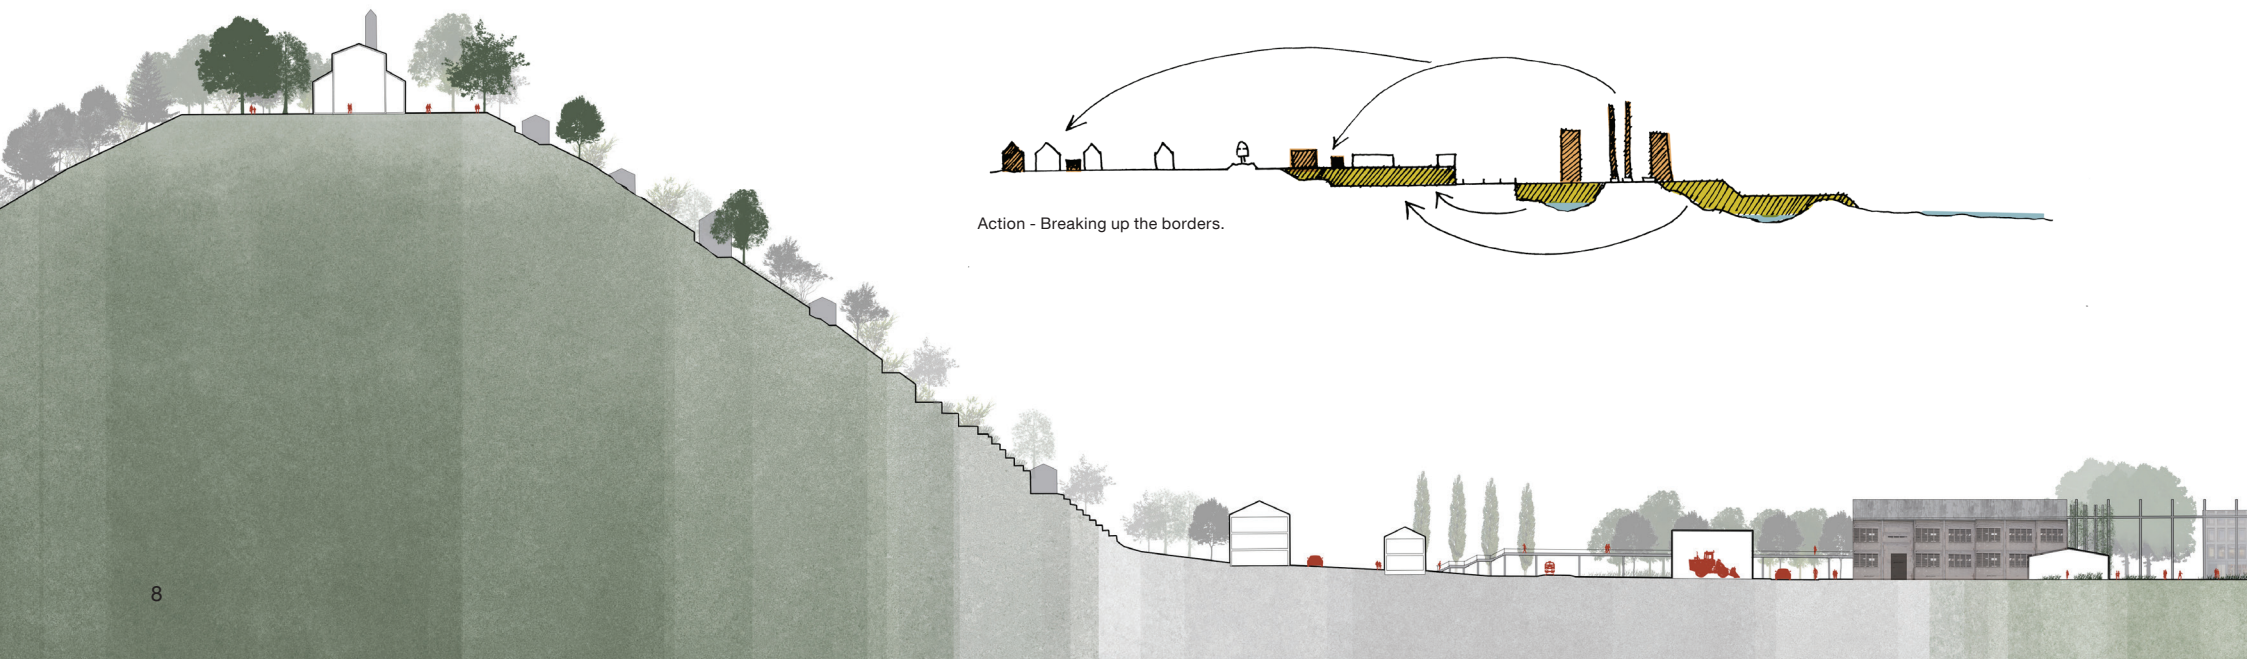 Action - Breaking up the borders.
8